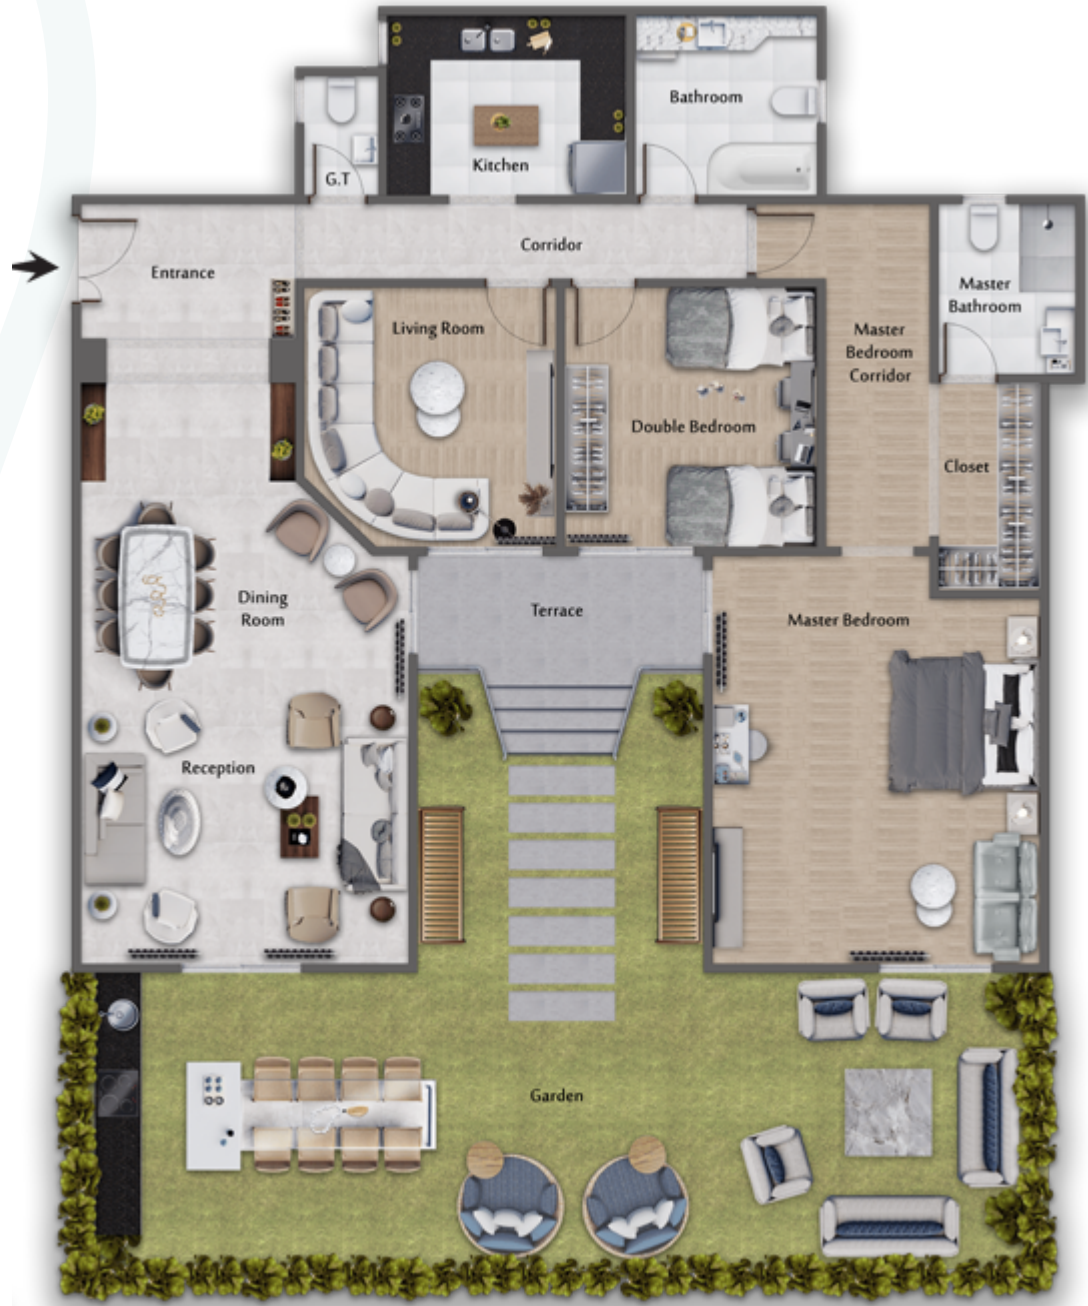 Bathroom
Kitchen
G.T
Corridor
Entrance
Master
Bathroom
Living Room
Master
Bedroom
Corridor
Double Bedroom
Closet
Dining
Room
Terrace
Master Bedroom
Reception
Garden